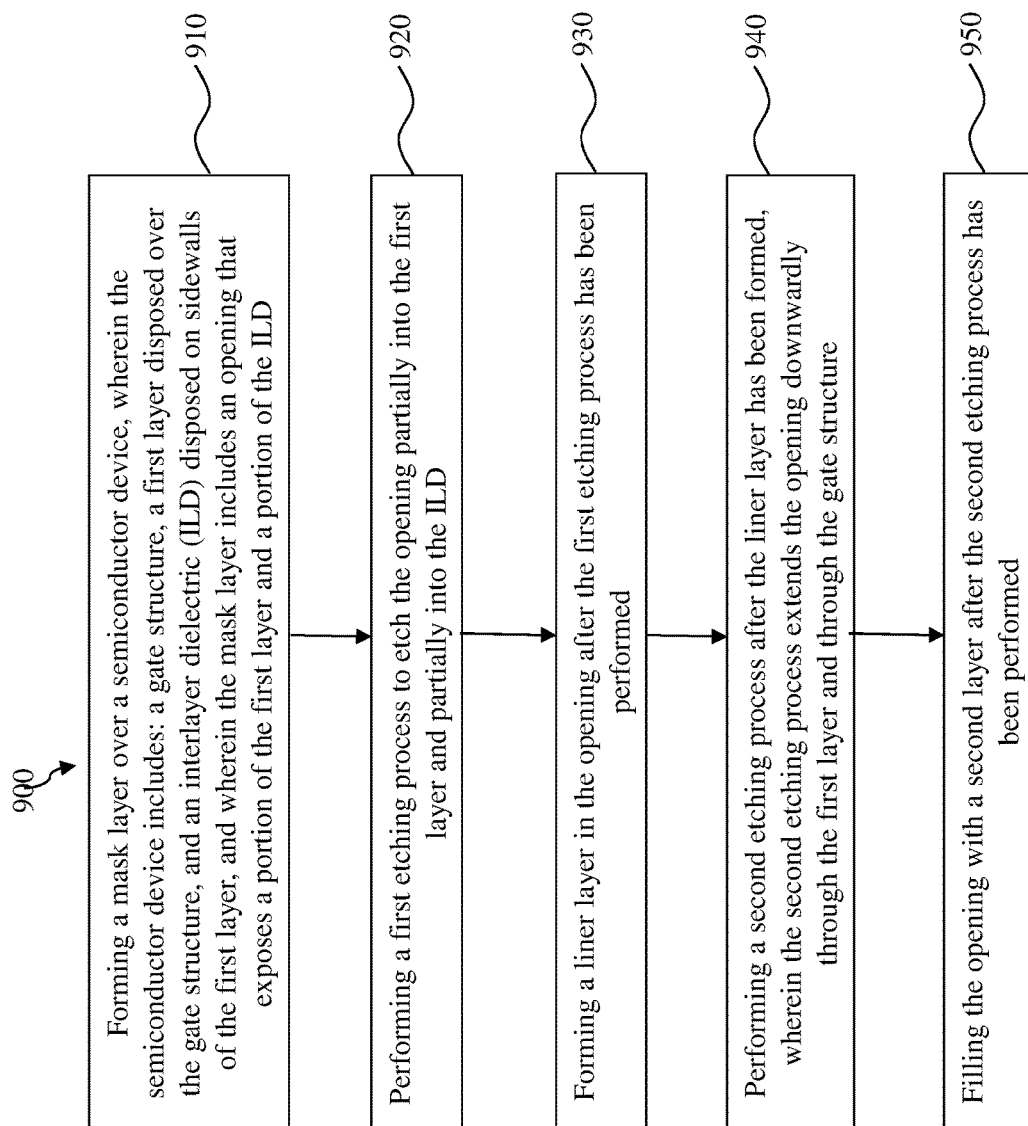 900
Forming a mask layer over a semiconductor device, wherein the
semiconductor device includes: a gate structure, a first layer disposed over
the gate structure, and an interlayer dielectric (ILD) disposed on sidewalls
of the first layer, and wherein the mask layer includes an opening that
exposes a portion of the first layer and a portion of the ILD
910
Performing a first etching process to etch the opening partially into the first
layer and partially into the ILD
920
Forming a liner layer in the opening after the first etching process has been
performed
930
Performing a second etching process after the liner layer has been formed,
wherein the second etching process extends the opening downwardly
through the first layer and through the gate structure
940
Filling the opening with a second layer after the second etching process has
been performed
950